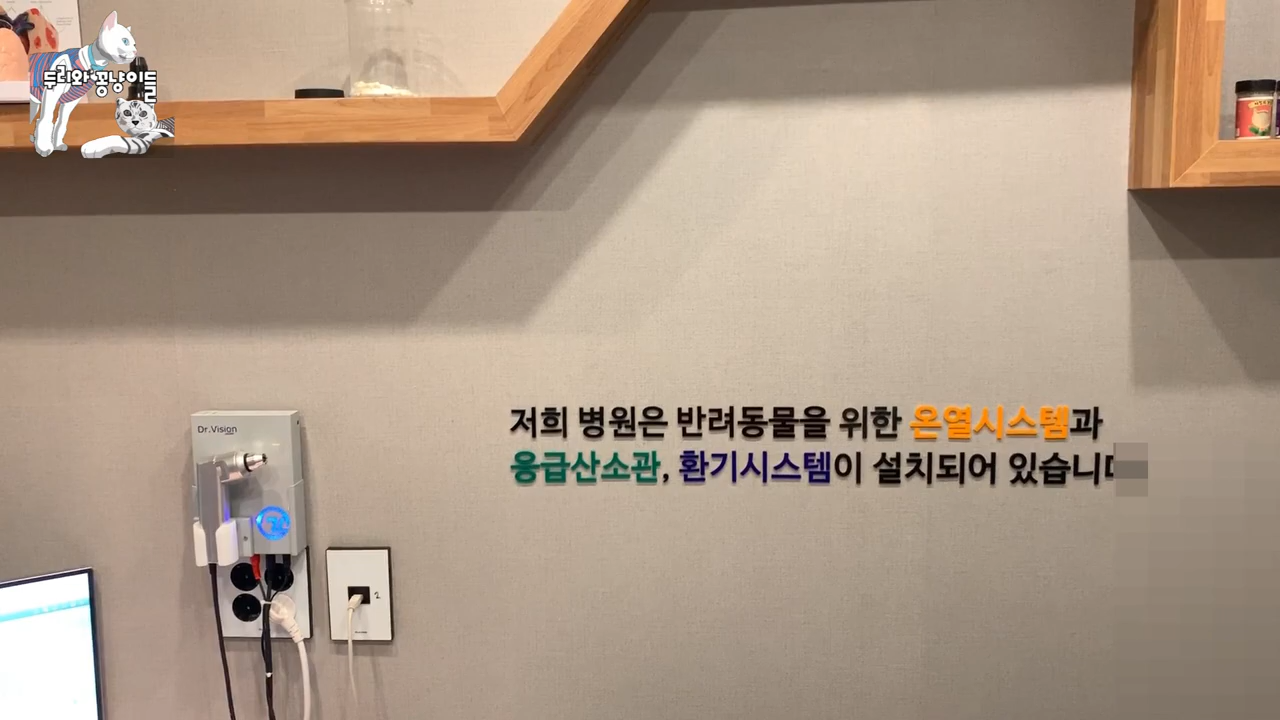 두리와 꽁냥이들
Dr.Vision
저희 병원은 반려동물을 위한 온열시스템과
응급산소관, 환기시스템이 설치되어 있습니다
2